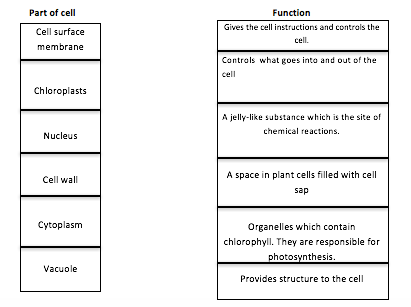 Part of cell
Function
Cell surface
membrane
Chloroplasts
Nucleus
Cell wall
Cytoplasm
Vacuole
Gives the cell instructions and controls the
cell.
Controls what goes into and out of the
cell
A jelly-like substance which is the site of
chemical reactions.
A space in plant cells filled with cell
sap
Organelles which contain
chlorophyll. They are responsible for
photosynthesis.
Provides structure to the cell